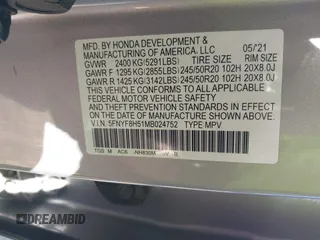 MFD. BY HONDA DEVELOPMENT &
MANUFACTURING OF AMERICA, LLC 05/'21
GVWR 2400 KG(5291LBS) TIRE SIZE RIM SIZE
GAWR F 1295 KG(2855LBS) 245/50R20 102H 20X8.0J
GAWR R 1425 KG(3142LBS) 245/50R20 102H 20X8.0J
THIS VEHICLE CONFORMS TO ALL APPLICABLE
FEDERAL MOTOR VEHICLE SAFETY AND THEFT
PREVENTION STANDARDS IN EFFECT ON THE DATE
OF MANUFACTURE SHOWN ABOVE.
V.I.N. 5FNYF8H51MB024752 TYPE MPV
DREAMBID